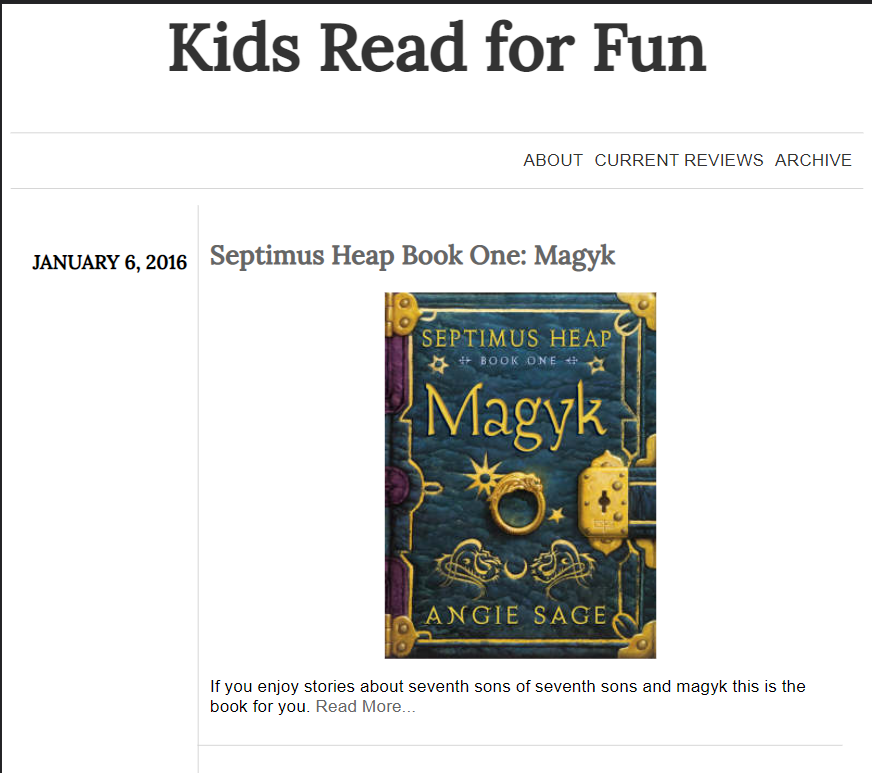 Kids Read for Fun
ABOUT CURRENT REVIEWS ARCHIVE
JANUARY 6, 2016
Septimus Heap Book One: Magyk
SEPTIMUS HEAP
BOOK ONE
Magyk
ANGIE SAGE
If you enjoy stories about seventh sons of seventh sons and magyk this is the
book for you. Read More...